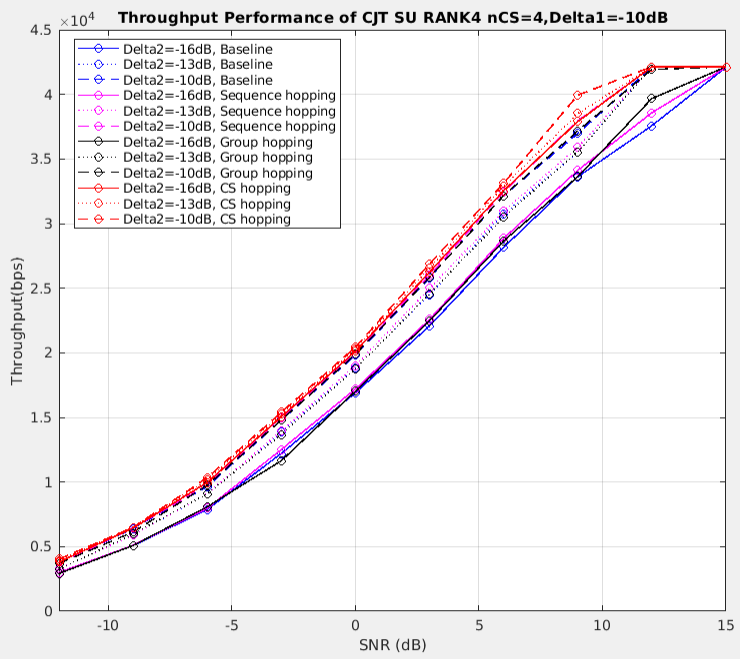 Throughput Performance of CJT SU RANK4 nCS=4,Delta1=-10dB
×10^4
4.5
4
3.5
3
2.5
2
1.5
1
0.5
0
Throughput(bps)
Delta2=-16dB, Baseline
Delta2=-13dB, Baseline
Delta2=-10dB, Baseline
Delta2=-16dB, Sequence hopping
Delta2=-13dB, Sequence hopping
Delta2=-10dB, Sequence hopping
Delta2=-16dB, Group hopping
Delta2=-13dB, Group hopping
Delta2=-10dB, Group hopping
Delta2=-16dB, CS hopping
Delta2=-13dB, CS hopping
Delta2=-10dB, CS hopping
-10 -5 0 5 10 15
SNR (dB)